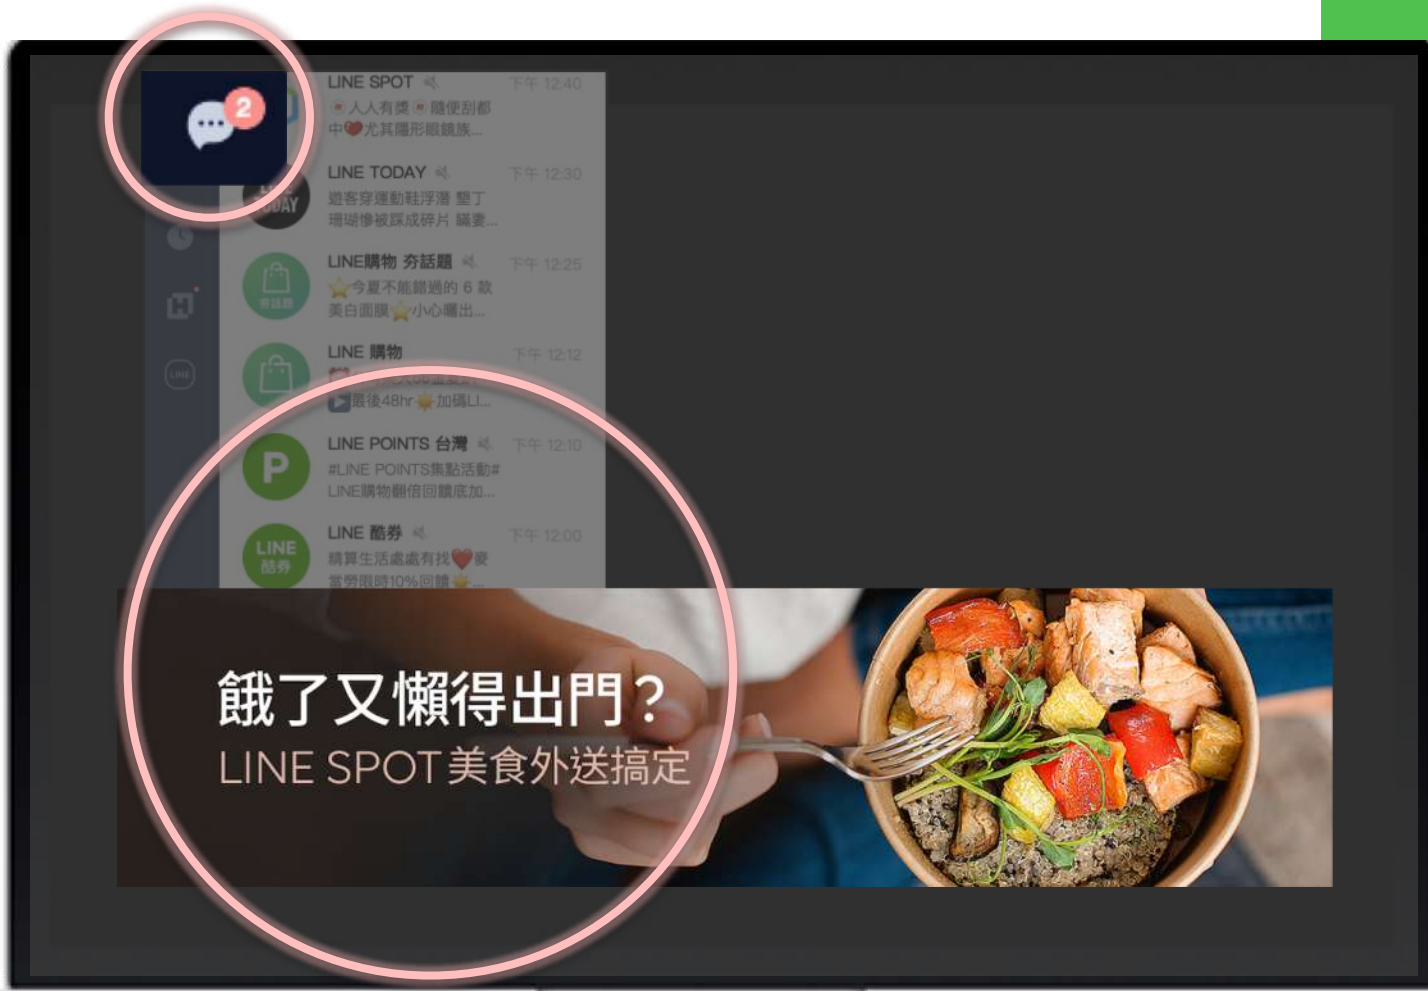 2
LINE SPOT
下午 12:40
人人有獎 隨便刮都
中❤️尤其隱形眼鏡族...
LINE TODAY
下午 12:30
TODAY
遊客穿運動鞋浮潛 墾丁
珊瑚慘被踩成碎片 瞞妻...
LINE購物 夯話題
下午 12:25
夯話題
⭐今夏不能錯過的 6 款
美白面膜⭐小心曬出...
LINE 購物
下午 12:12
▶️最後48hr☀️加碼LI...
LINE
LINE POINTS 台灣
下午 12:10
P
#LINE POINTS集點活動#
LINE購物翻倍回饋底加...
LINE 酷券
下午 12:00
LINE
酷券
精算生活處處有找❤️麥
當勞限時10%回饋☀️...
餓了又懶得出門？
LINE SPOT美食外送搞定